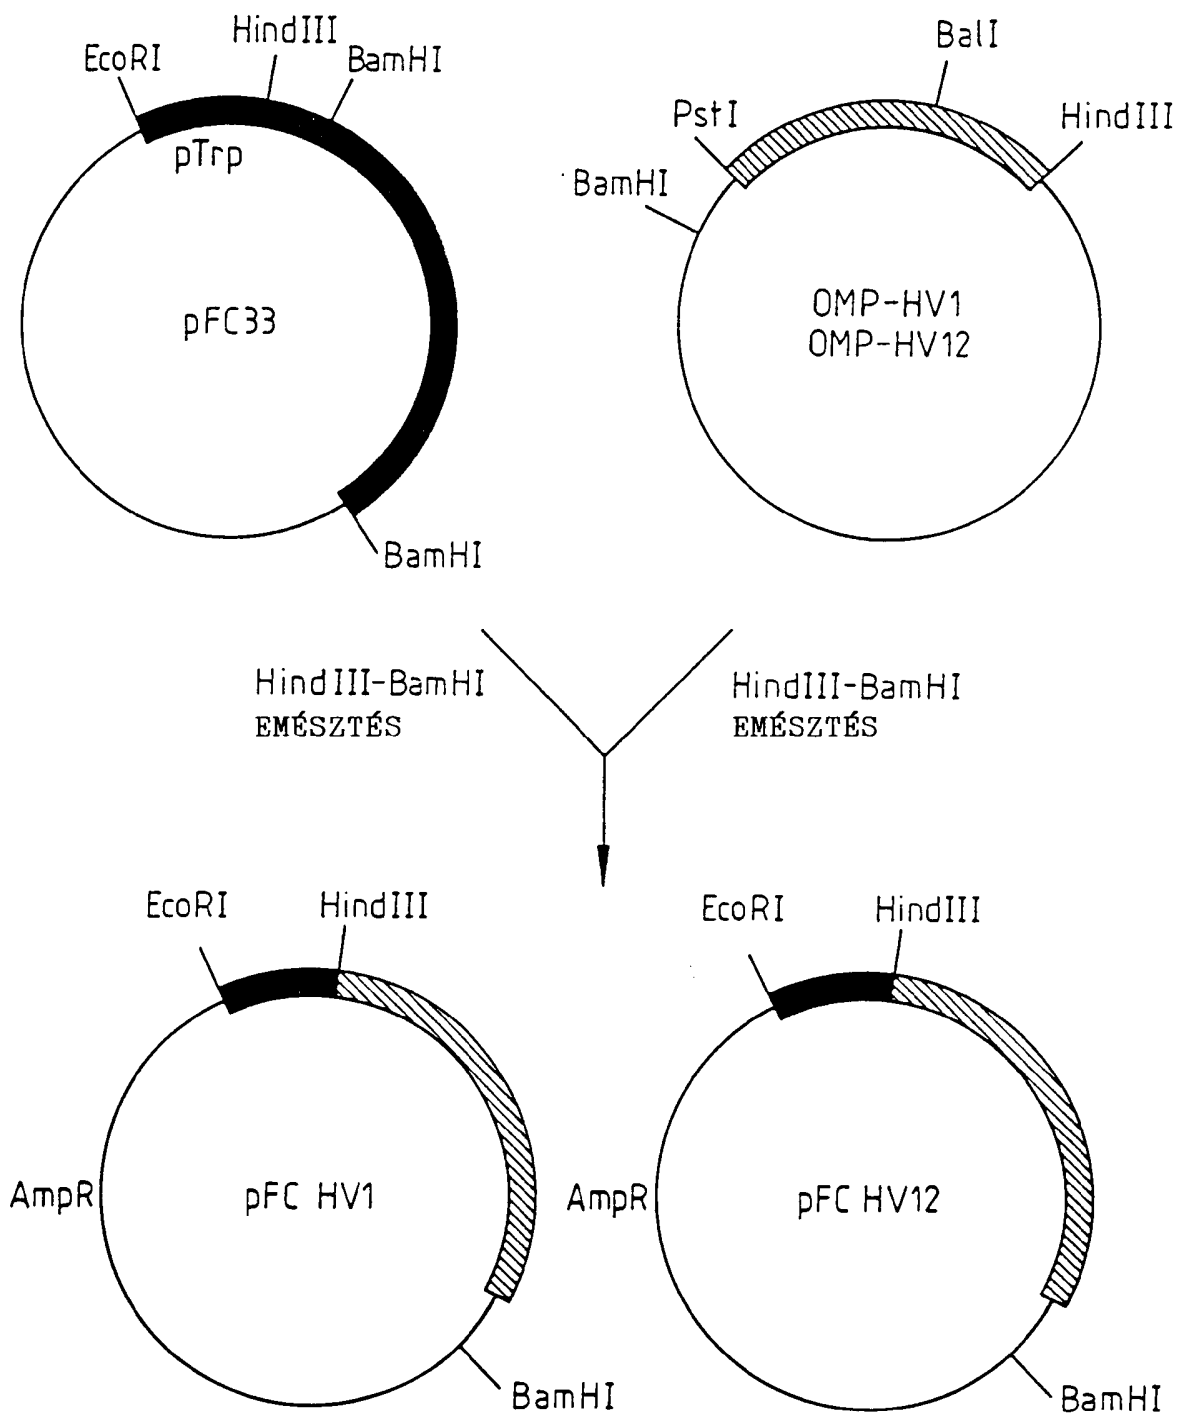 EcoRI
HindIII
BamHI
pTrp
pFC33
BamHI
BalI
PstI
HindIII
BamHI
OMP-HV1
OMP-HV12
HindIII-BamHI
EMÉSZTÉS
HindIII-BamHI
EMÉSZTÉS
EcoRI
HindIII
AmpR
pFC HV1
BamHI
EcoRI
HindIII
AmpR
pFC HV12
BamHI